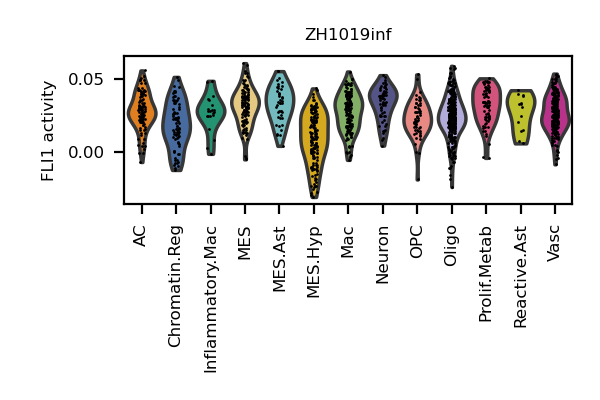 ZH1019inf
FLI1 activity
0.05
0.00
AC
Chromatin.Reg
Inflammatory.Mac
MES
MES.Ast
MES.Hyp
Mac
Neuron
OPC
Oligo
Prolif.Metab
Reactive.Ast
Vasc